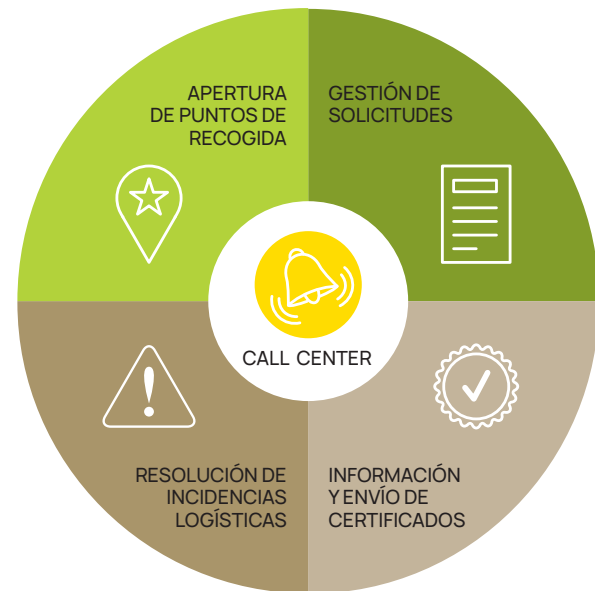 APERTURA
DE PUNTOS DE
RECOGIDA
GESTIÓN DE
SOLICITUDES
CALL CENTER
RESOLUCIÓN DE
INCIDENCIAS
LOGÍSTICAS
INFORMACIÓN
Y ENVÍO DE
CERTIFICADOS